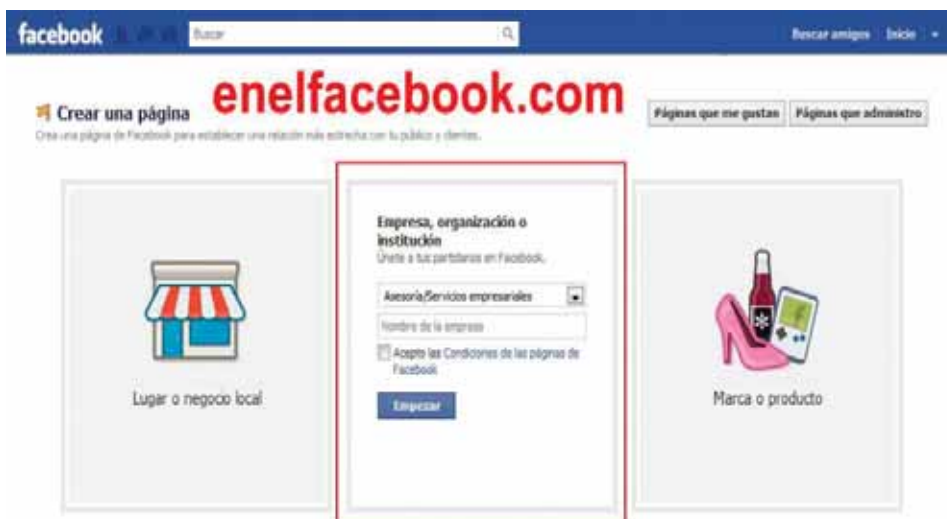 facebook
Buscar
Buscar amigos Inicio
enelfacebook.com
Crear una página
Páginas que me gustan Páginas que administro
Crea una página de Facebook para establecer una relación más estrecha con tu público y clientes.
Empresa, organización o
institución
Únete a tus partidarios en Facebook.
Asesoría/Servicios empresariales
Nombre de la empresa
Acepto las Condiciones de las páginas de
Facebook
Empezar
Lugar o negocio local
Marca o producto